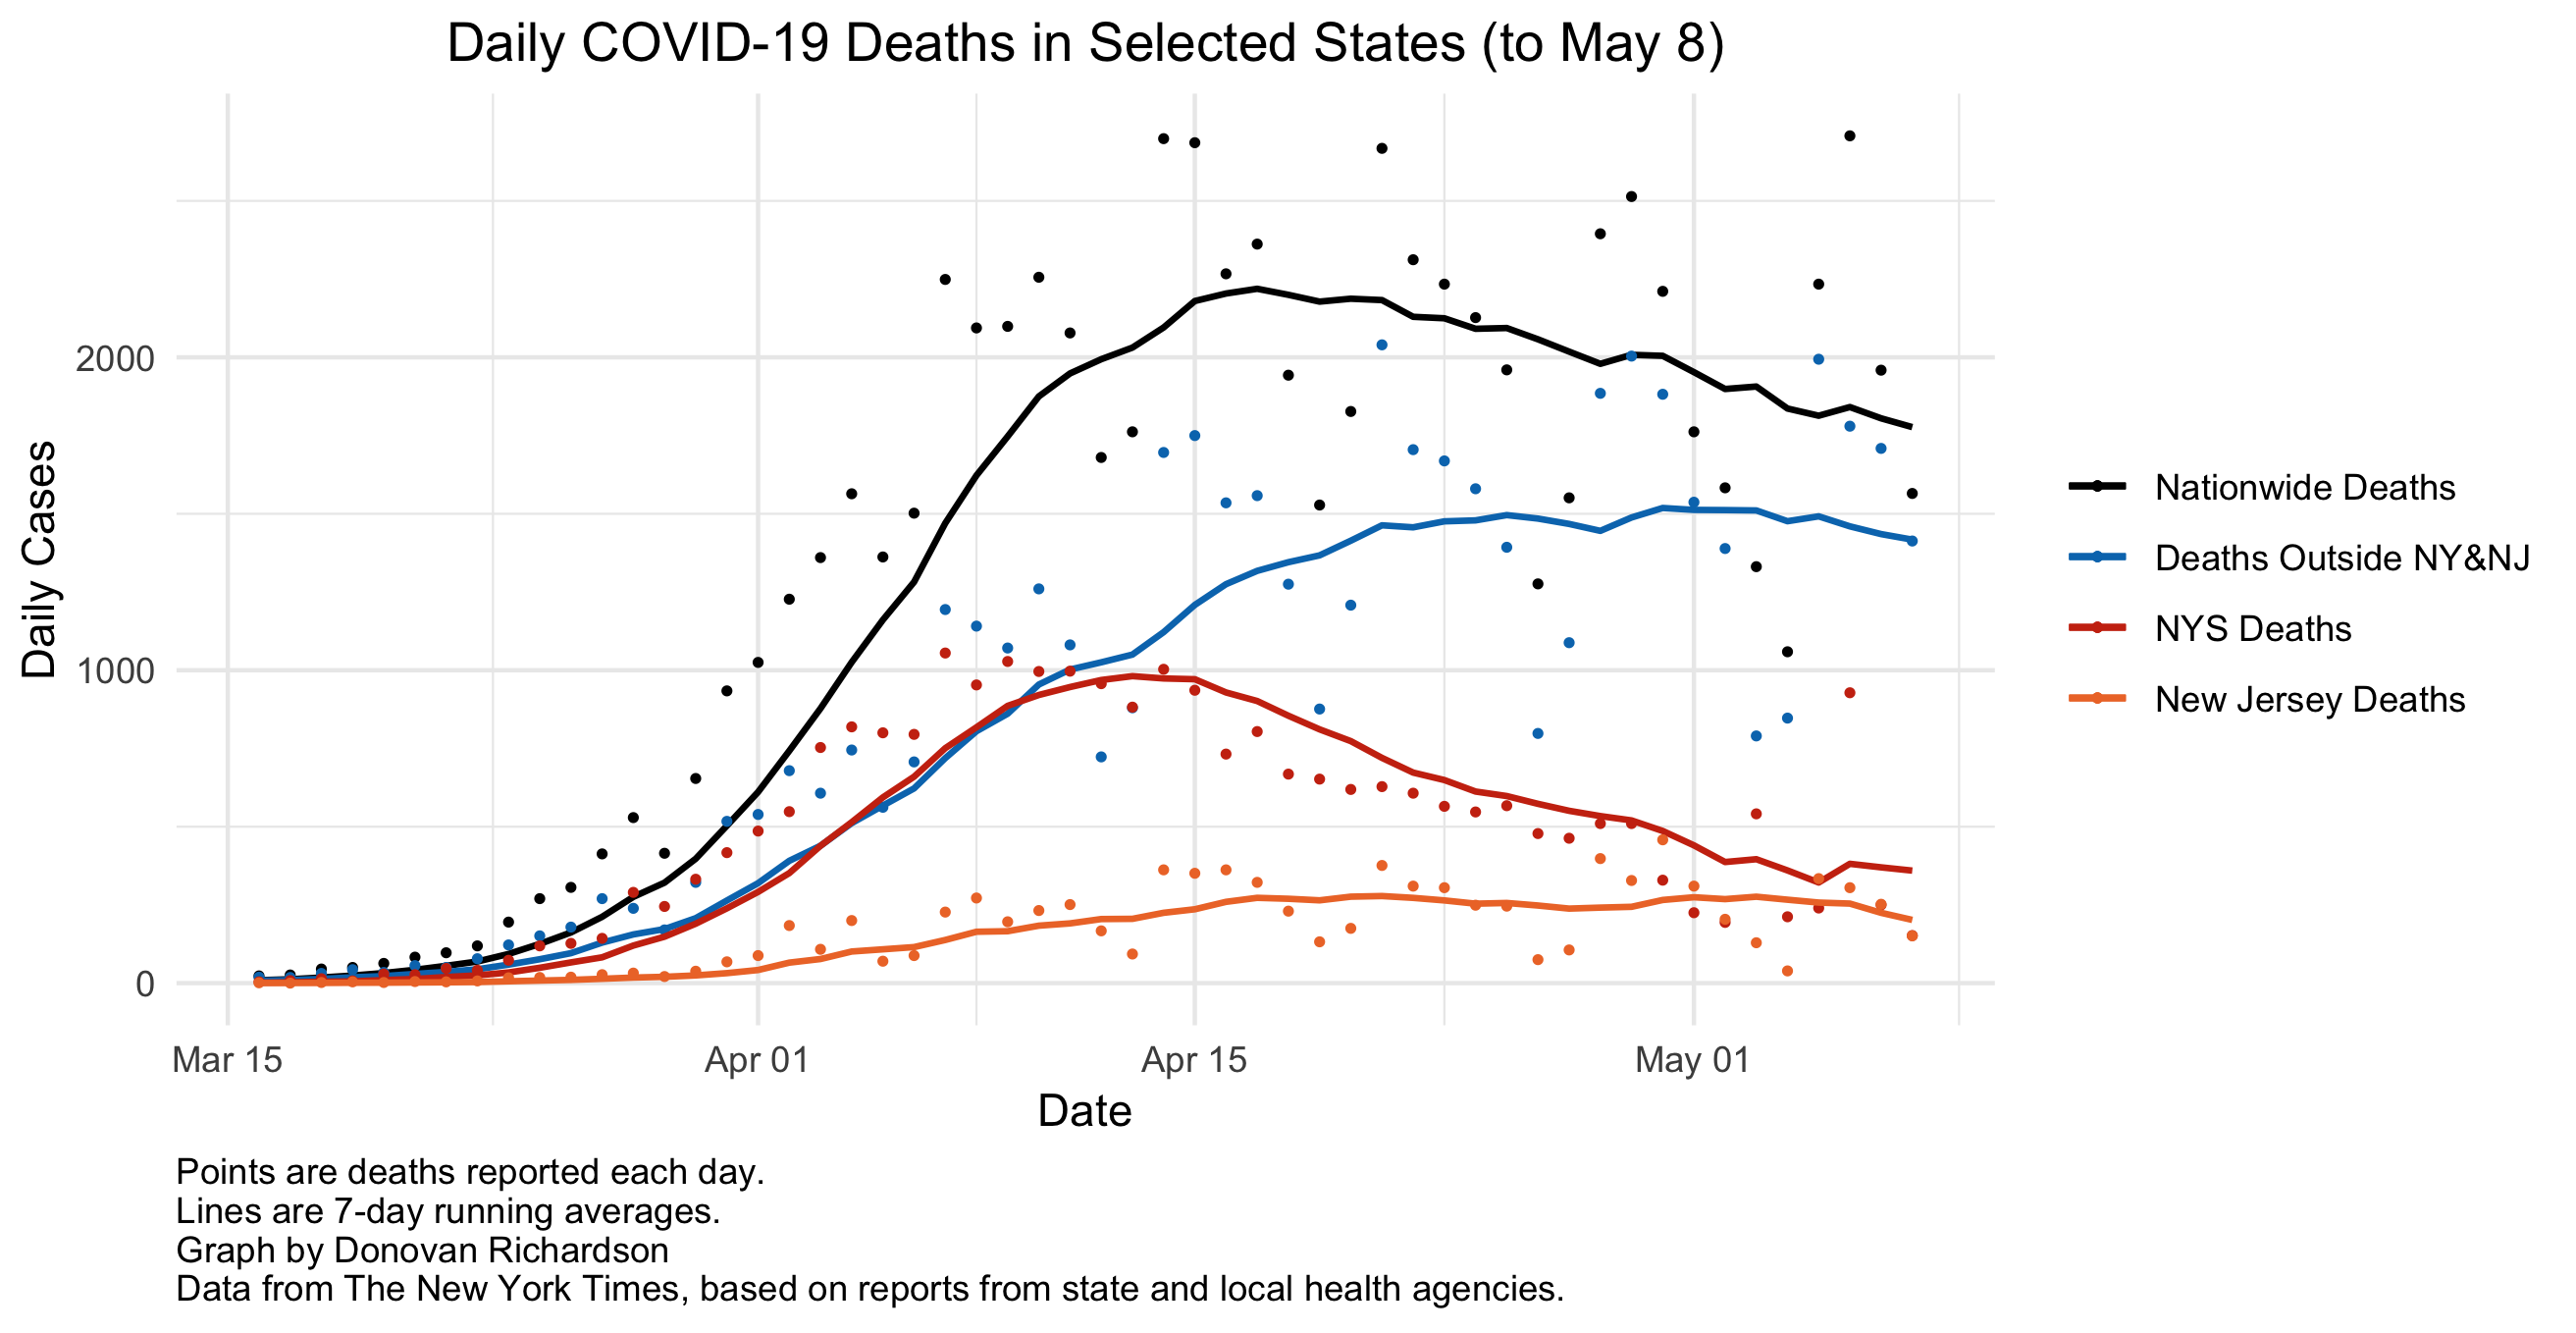 Daily COVID-19 Deaths in Selected States (to May 8)
Daily Cases
2000
1000
0
Mar 15
Apr 01
Apr 15
May 01
Date
Nationwide Deaths
Deaths Outside NY&NJ
NYS Deaths
New Jersey Deaths
Points are deaths reported each day.
Lines are 7-day running averages.
Graph by Donovan Richardson
Data from The New York Times, based on reports from state and local health agencies.